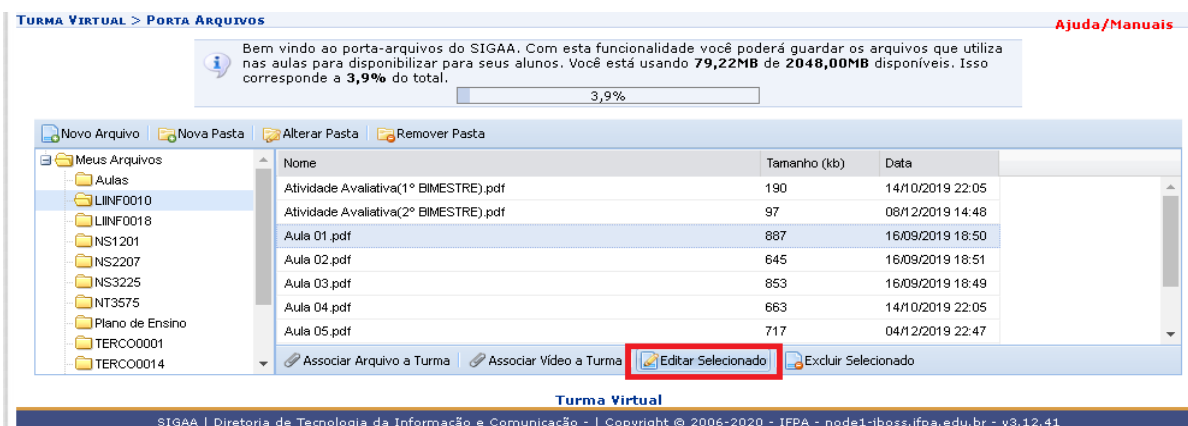 TURMA VIRTUAL > PORTA ARQUIVOS
Ajuda/Manuais
Bem vindo ao porta-arquivos do SIGAA. Com esta funcionalidade você poderá guardar os arquivos que utiliza
nas aulas para disponibilizar para seus alunos. Você está usando 79,22MB de 2048,00MB disponíveis. Isso
corresponde a 3,9% do total.
3,9%
Novo Arquivo Nova Pasta Alterar Pasta Remover Pasta
Meus Arquivos
Aulas
LIINF0010
LIINF0018
NS1201
NS2207
NS3225
NT3575
Plano de Ensino
TERCO0001
TERCO0014
Nome Tamanho (kb) Data
Atividade Avaliativa(1º BIMESTRE).pdf 190 14/10/2019 22:05
Atividade Avaliativa(2º BIMESTRE).pdf 97 08/12/2019 14:48
Aula 01.pdf 887 16/09/2019 18:50
Aula 02.pdf 645 16/09/2019 18:51
Aula 03.pdf 853 16/09/2019 18:49
Aula 04.pdf 663 14/10/2019 22:05
Aula 05.pdf 717 04/12/2019 22:47
Associar Arquivo a Turma Associar Vídeo a Turma Editar Selecionado Excluir Selecionado
Turma Virtual
SIGAA | Diretoria de Tecnologia da Informação e Comunicação - | Copyright © 2006-2020 - IFPA - node1-jboss.ifpa.edu.br - v3.12.41